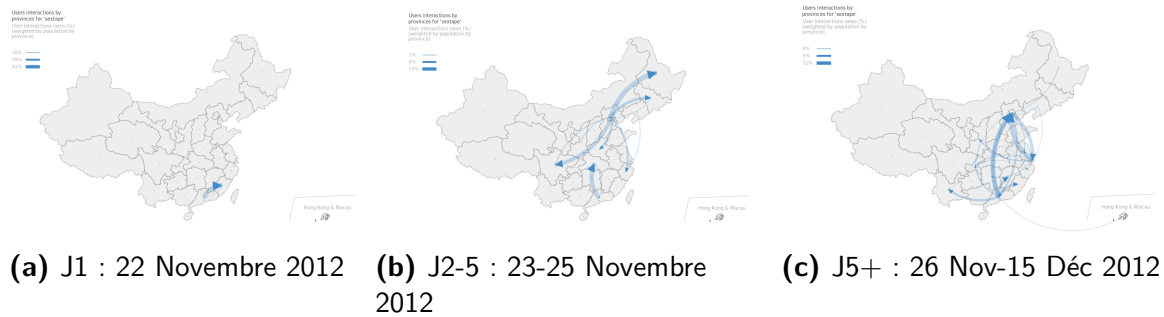 Users interactions by
provinces for 'sextape'
User interactions rates (%)
(weighted by population by
province)
Hong Kong & Macau
(a) J1 : 22 Novembre 2012
Users interactions by
provinces for 'sextape'
User interactions rates (%)
(weighted by population by
province)
Hong Kong & Macau
(b) J2-5 : 23-25 Novembre
2012
Users interactions by
provinces for 'sextape'
User interactions rates (%)
(weighted by population by
province)
Hong Kong & Macau
(c) J5+ : 26 Nov-15 Déc 2012